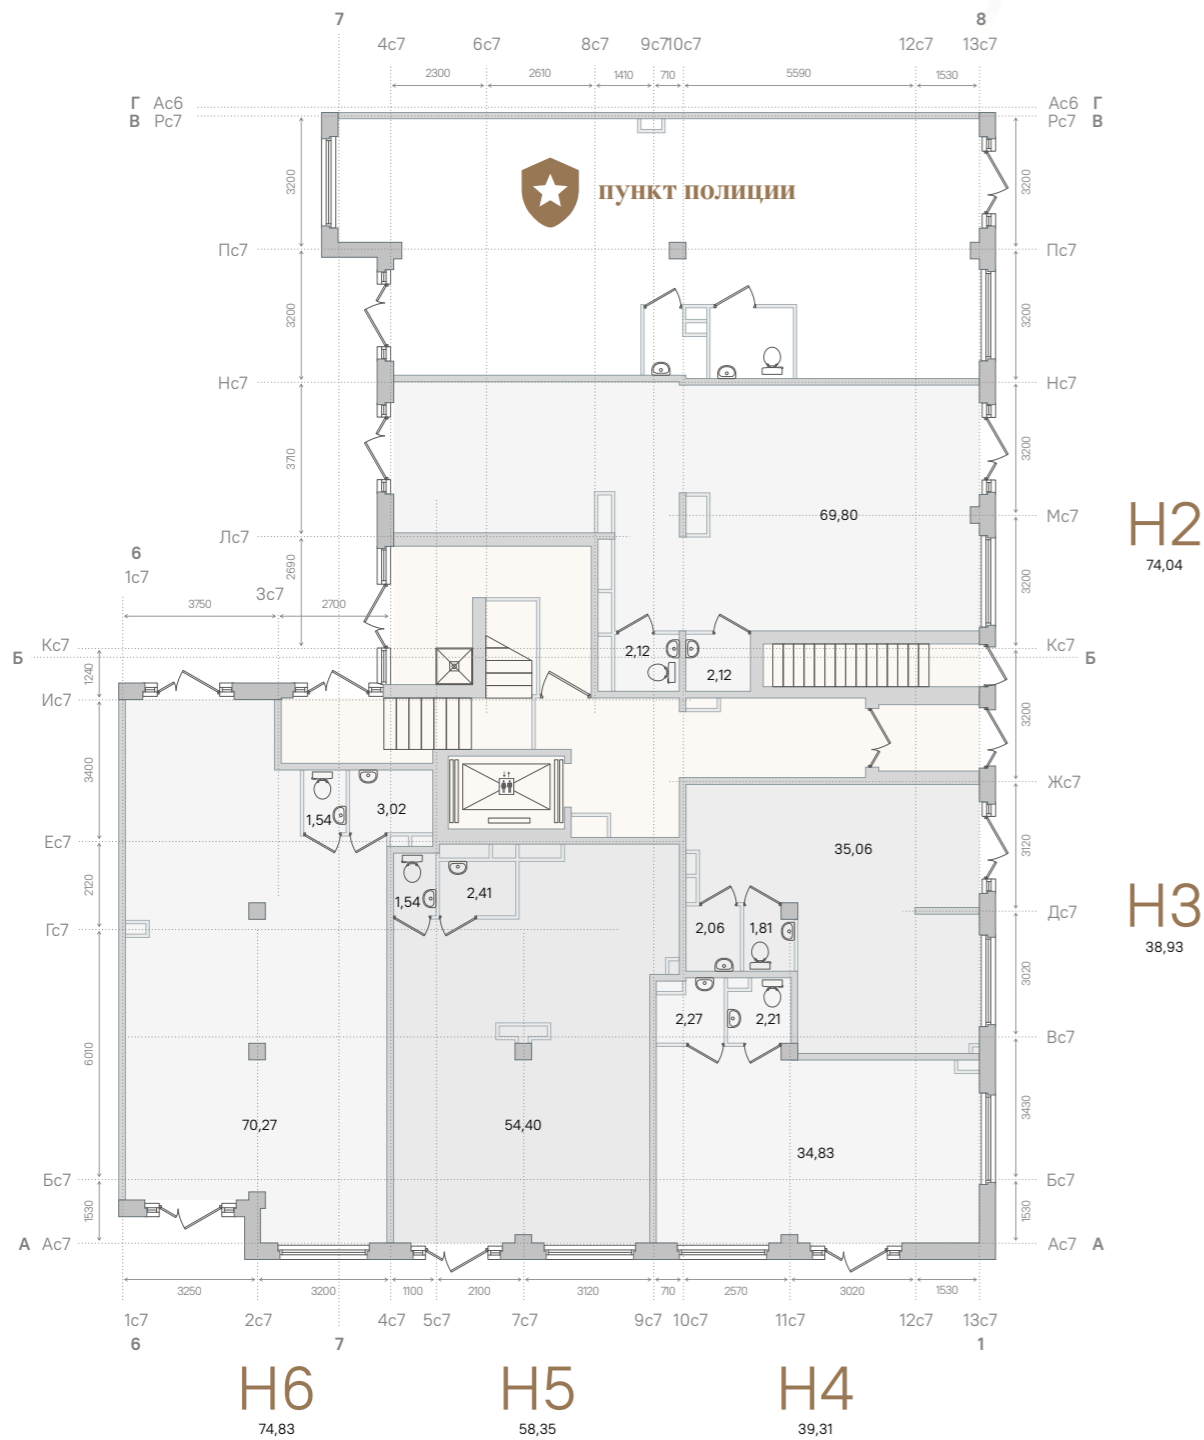 7 8
4с7 6с7 8с7 9с7 10с7 12с7 13с7
2300 2610 1410 710 5590 1530
Г Ас6 Ас6 Г
В Рс7 Рс7 В
3200 пункт полиции 3200
Пс7 Пс7
3200 3200
Нс7 Нс7
3710 3200
69,80 Мс7
Н2
74,04
Лс7
6
1с7
2690 3200
3с7
3750 2700
Кс7 Кс7
Б Б
2,12 2,12
1240
Ис7
3200
3400
Жс7
1,54 3,02
Ес7
35,06 3120
2120
1,54 2,41
Н3
38,93
Дс7
Гс7
2,06 1,81
3020
2,27 2,21
Вс7
6010
3430
70,27 54,40
34,83
Бс7 Бс7
1530 1530
А Ас7 Ас7 А
3250 3200 1100 2100 3120 710 2570 3020 1530
1с7 2с7 4с7 5с7 7с7 9с7 10с7 11с7 12с7 13с7
6 7 1
Н6 Н5 Н4
74,83 58,35 39,31